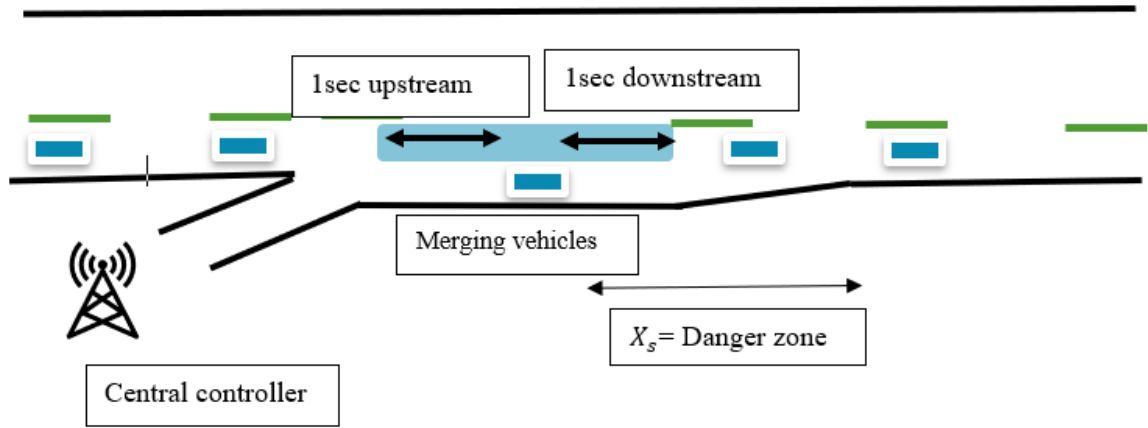 1sec upstream
1sec downstream
Merging vehicles
Xₛ= Danger zone
Central controller